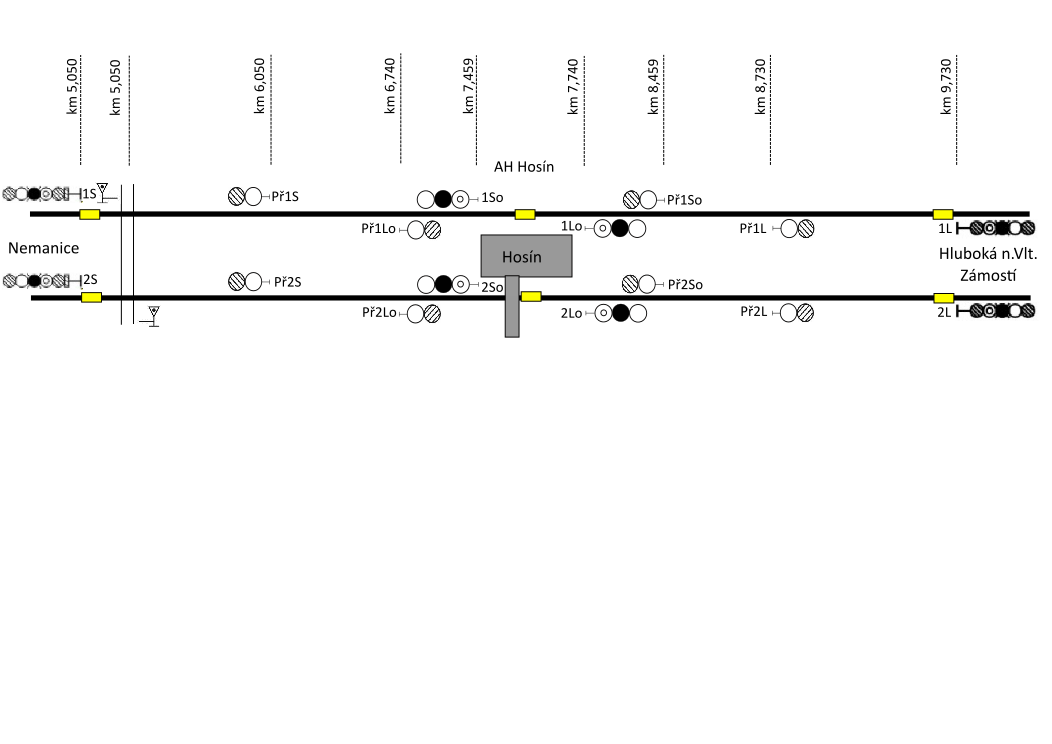 km 5,050
km 5,050
km 6,050
km 6,740
km 7,459
km 7,740
km 8,459
km 8,730
km 9,730
AH Hosín
1S
Př1S
1So
Př1So
Př1Lo
1Lo
Př1L
1L
Nemanice
Hosín
Hluboká n.Vlt.
Zámostí
2S
Př2S
2So
Př2So
Př2Lo
2Lo
Př2L
2L